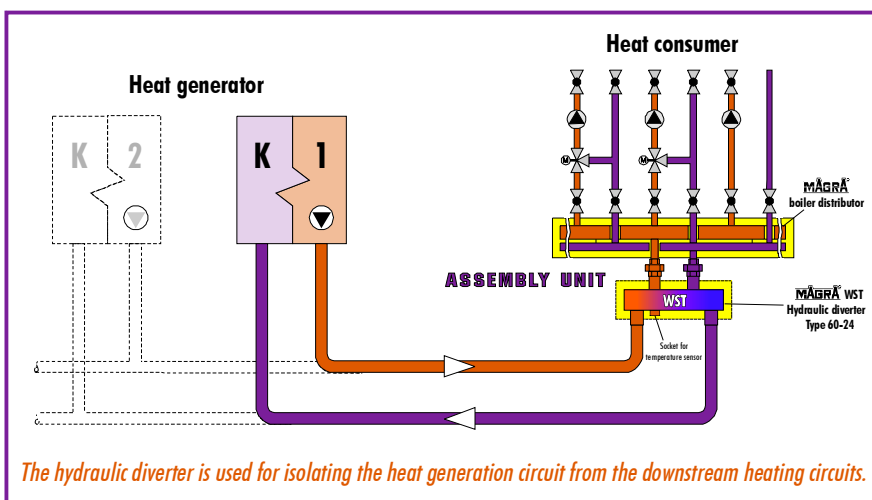 Heat consumer
Heat generator
K 2
K 1
M
M
MAGRA®
boiler distributor
ASSEMBLY UNIT
WST
MAGRA® WST
Hydraulic diverter
Type 60-24
Socket for
temperature sensor
The hydraulic diverter is used for isolating the heat generation circuit from the downstream heating circuits.